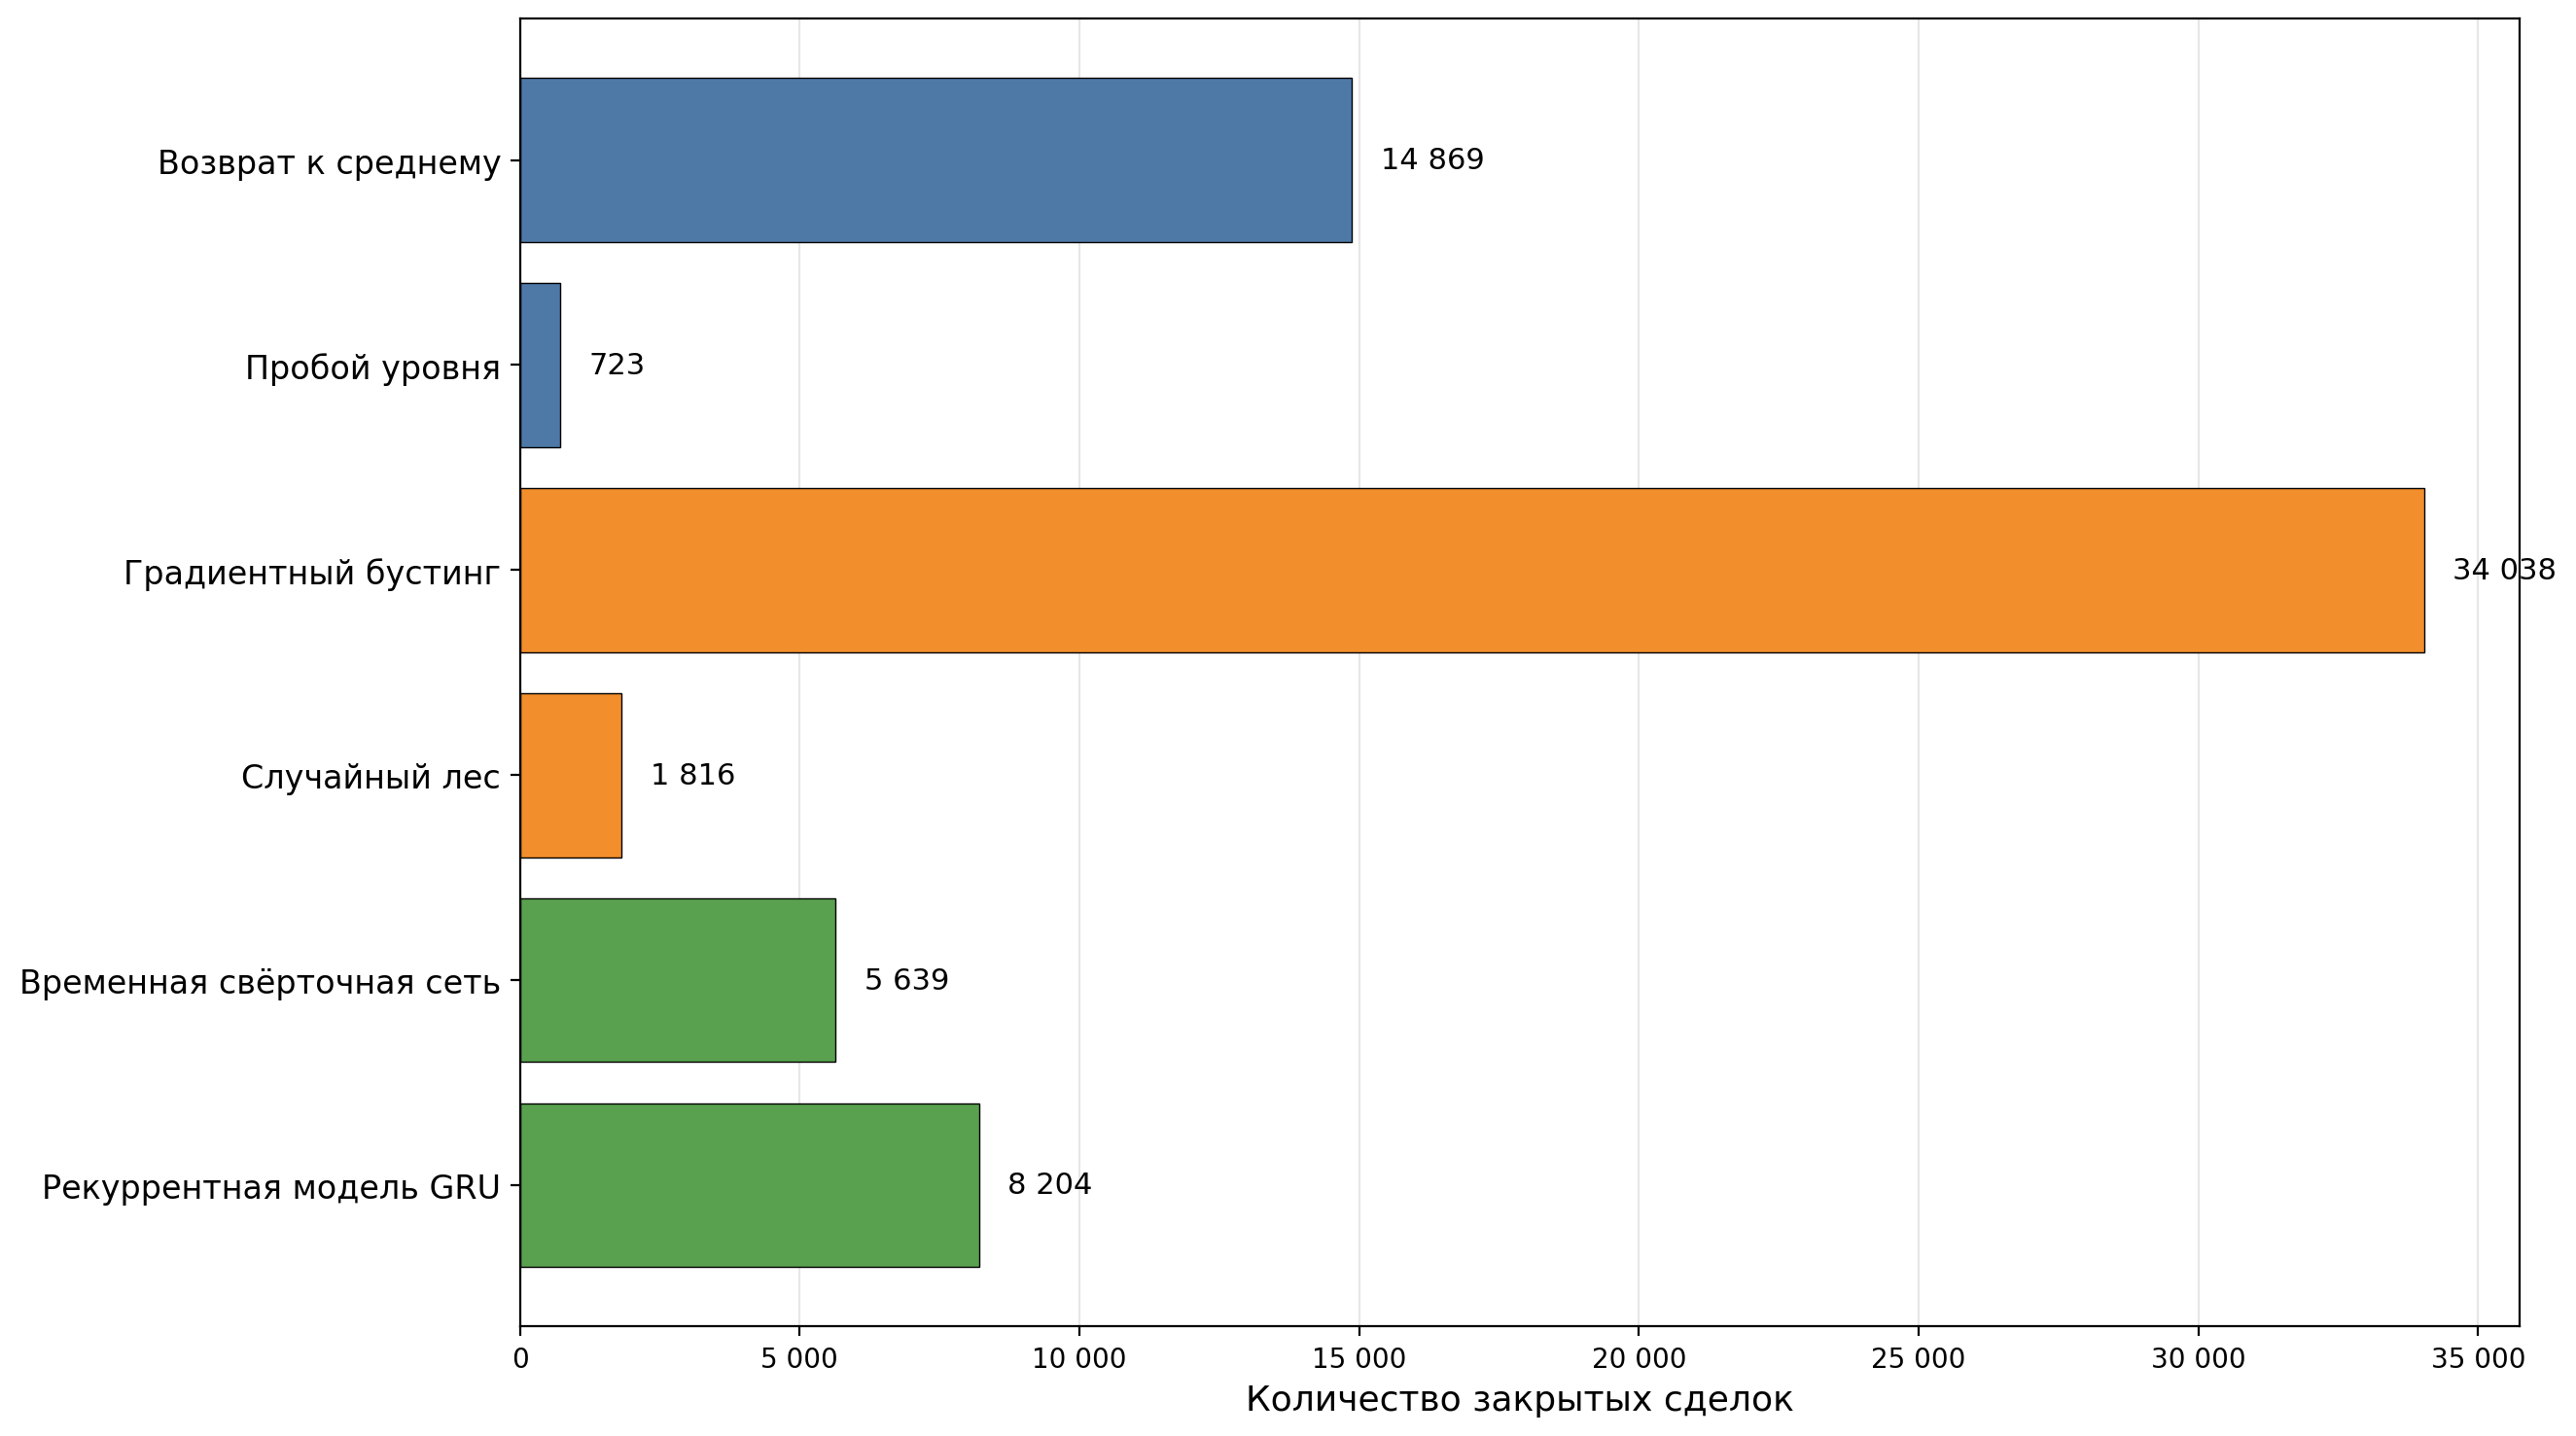 Возврат к среднему
14 869
Пробой уровня
723
Градиентный бустинг
34 038
Случайный лес
1 816
Временная свёрточная сеть
5 639
Рекуррентная модель GRU
8 204
0 5 000 10 000 15 000 20 000 25 000 30 000 35 000
Количество закрытых сделок